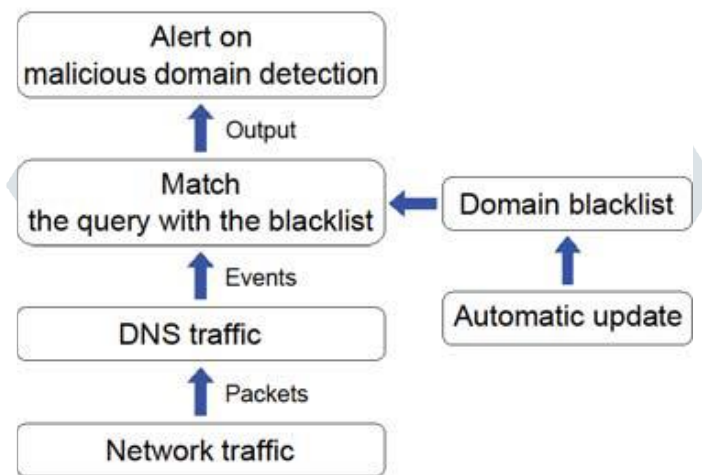 Alert on
malicious domain detection
Output
Match
the query with the blacklist
Domain blacklist
Events
DNS traffic
Automatic update
Packets
Network traffic